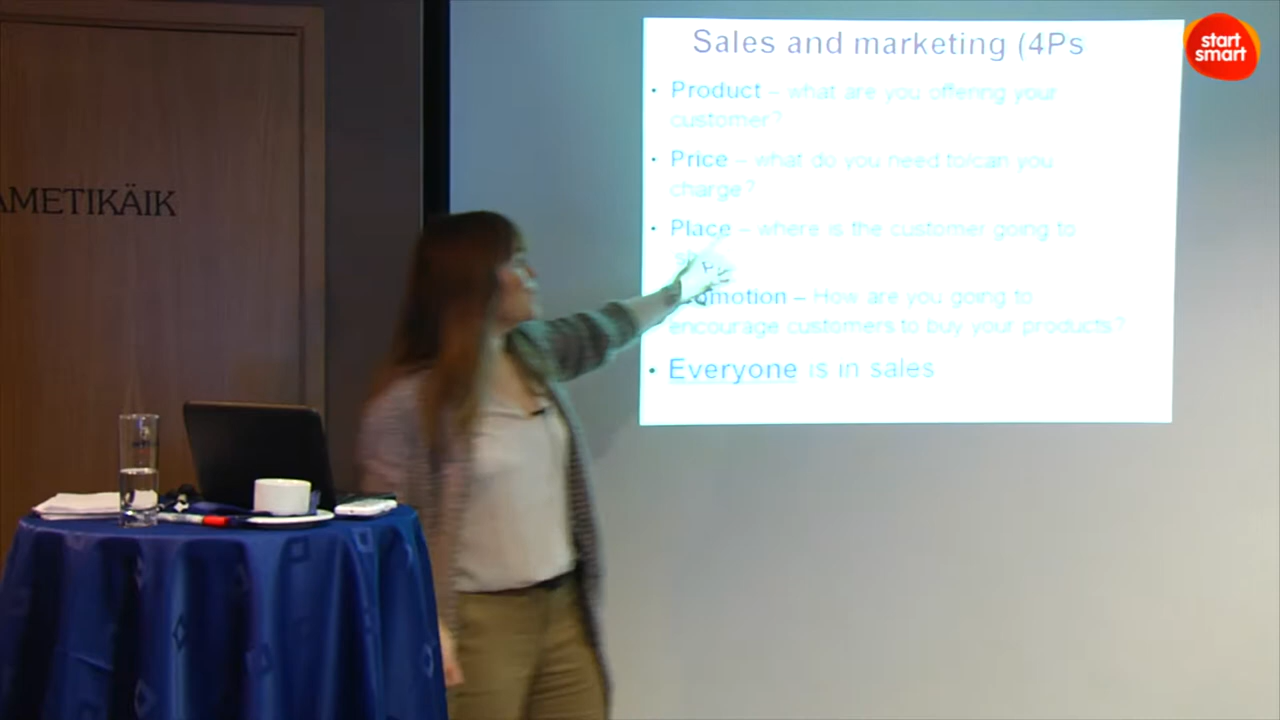 Sales and marketing (4Ps
start
smart
• Product – what are you offering your
customer?
• Price – what do you need to/can you
charge?
AMETIKÄIK
• Place – where is the customer going to
omotion – How are you going to
encourage customers to buy your products?
• Everyone is in sales